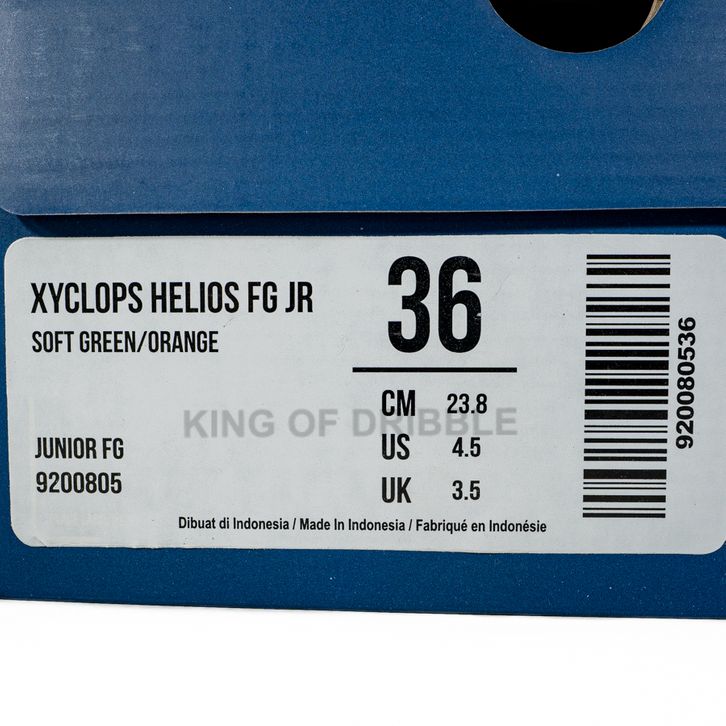 XYCLOPS HELIOS FG JR
SOFT GREEN/ORANGE
JUNIOR FG
9200805
36
CM 23.8
US 4.5
UK 3.5
KING OF DRIBBLE
Dibuat di Indonesia / Made In Indonesia / Fabriqué en Indonésie
920080536